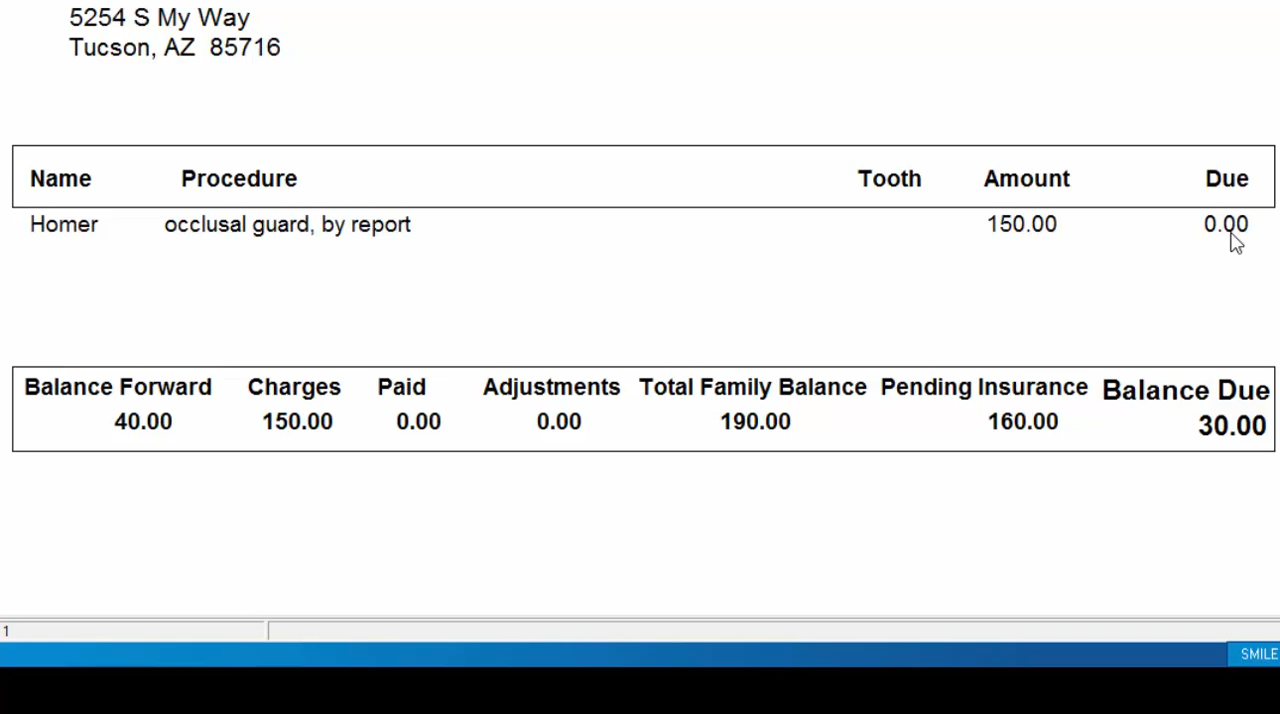 5254 S My Way
Tucson, AZ 85716
Name Procedure Tooth Amount Due
Homer occlusal guard, by report 150.00 0.00
Balance Forward Charges Paid Adjustments Total Family Balance Pending Insurance Balance Due
40.00 150.00 0.00 0.00 190.00 160.00 30.00
1
SMILE